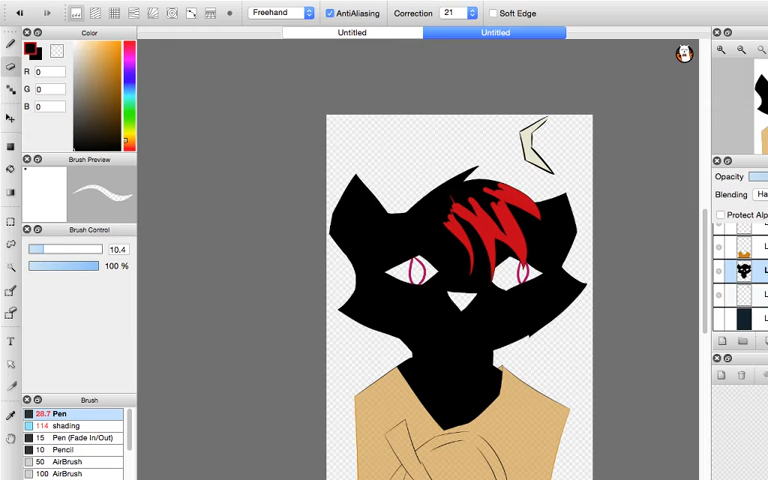 Freehand AntiAliasing Correction 21 Soft Edge
Untitled Untitled
Color
R 0
G 0
B 0
Brush Preview
Brush Control
10.4
100 %
Brush
28.7 Pen
114 shading
15 Pen (Fade In/Out)
10 Pencil
50 AirBrush
100 AirBrush
T
Opacity
Blending Ha
Protect Alp
L
L
L
L